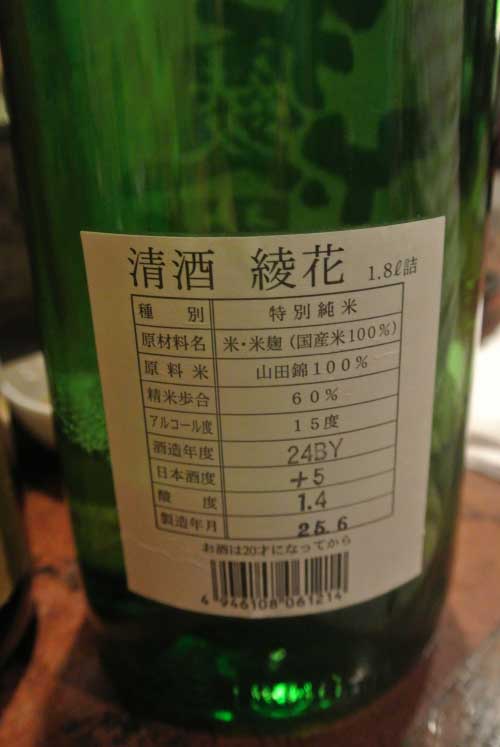 清酒 綾花 1.8ℓ詰
種別 特別純米
原材料名 米・米麹(国産米100%)
原料米 山田錦100%
精米歩合 60%
アルコール度 15度
酒造年度 24BY
日本酒度 +5
酸度 1.4
製造年月 25.6
お酒は20才になってから
4 946108 061214